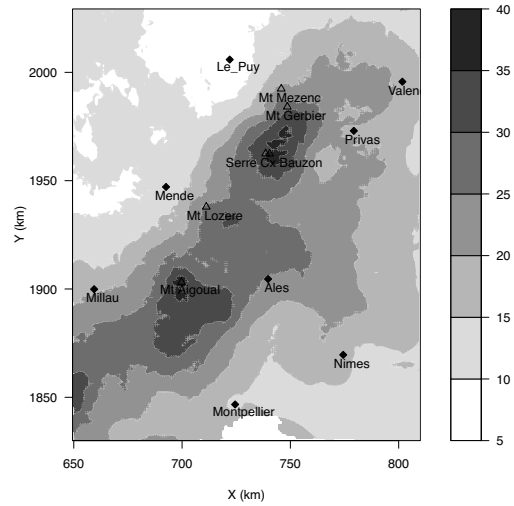 2000
1950
1900
1850
Y (km)
650
700
750
800
X (km)
Le_Puy
Mt Mezenc
Valen
Mt Gerbier
Privas
Serre Cx Bauzon
Mende
Mt Lozere
Mt Aigoual
Ales
Millau
Nimes
Montpellier
40
35
30
25
20
15
10
5